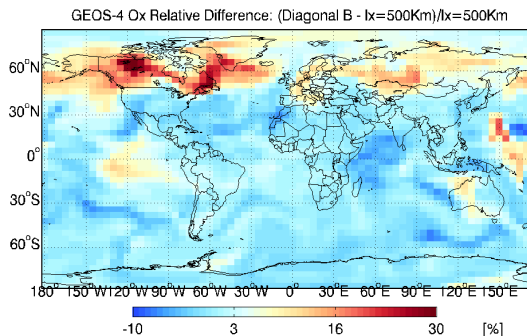 GEOS-4 Ox Relative Difference: (Diagonal B - lx=500Km)/lx=500Km
60°N
30°N
0°
30°S
60°S
180°W 150°W 120°W 90°W 60°W 30°W 0° 30°E 60°E 90°E 120°E 150°E
-10 3 16 30 [%]